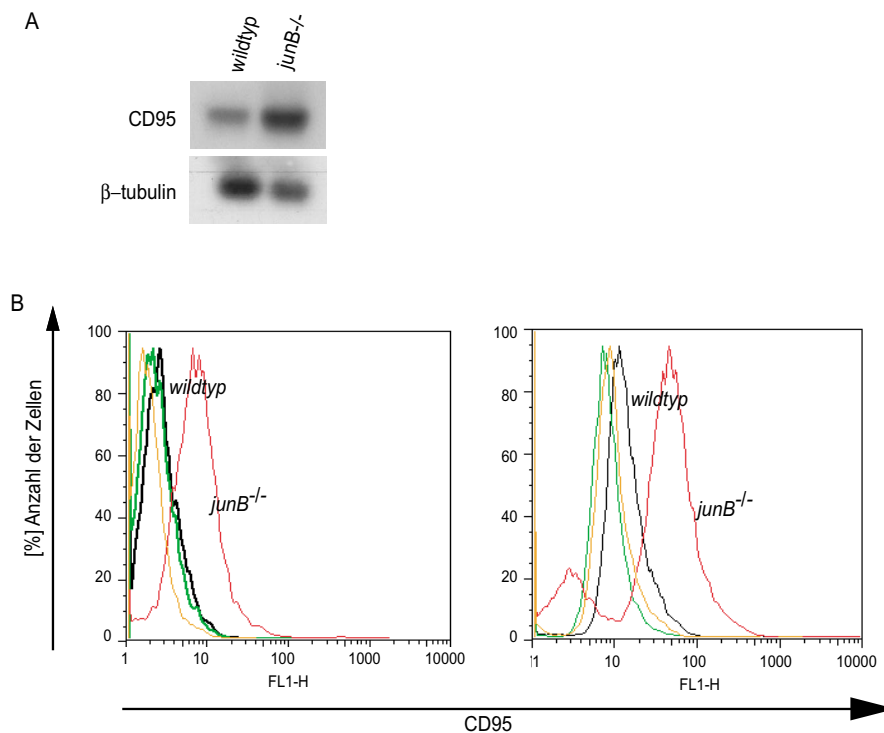 A
wildtyp
junB-/-
CD95
β–tubulin
B
[%] Anzahl der Zellen
100
80
60
40
20
0
wildtyp
junB-/-
1
10
100
1000
10000
FL1-H
100
80
60
40
20
0
wildtyp
junB-/-
1
10
100
1000
10000
FL1-H
CD95